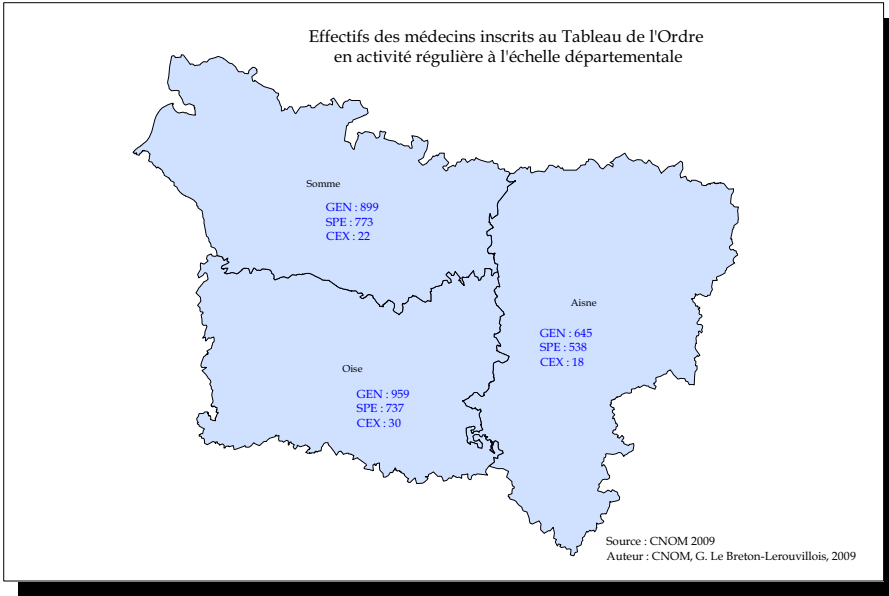 Effectifs des médecins inscrits au Tableau de l'Ordre
en activité régulière à l'échelle départementale
Somme
GEN : 899
SPE : 773
CEX : 22
Aisne
GEN : 645
SPE : 538
CEX : 18
Oise
GEN : 959
SPE : 737
CEX : 30
Source : CNOM 2009
Auteur : CNOM, G. Le Breton-Lerouvillois, 2009